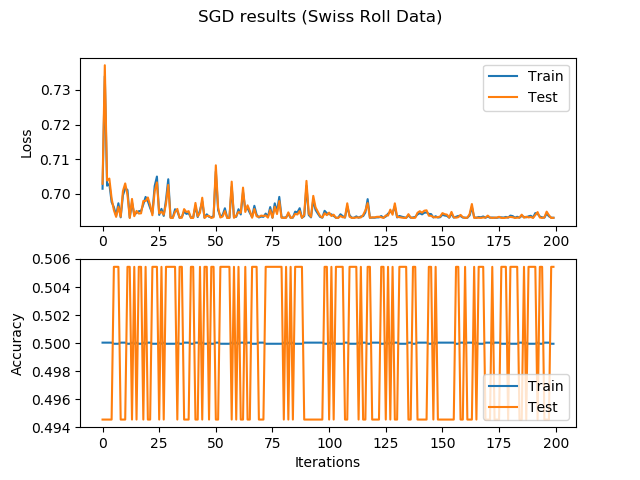 SGD results (Swiss Roll Data)
0.73
0.72
0.71
0.70
Loss
Train
Test
0 25 50 75 100 125 150 175 200
0.506
0.504
0.502
0.500
0.498
0.496
0.494
Accuracy
Train
Test
0 25 50 75 100 125 150 175 200
Iterations